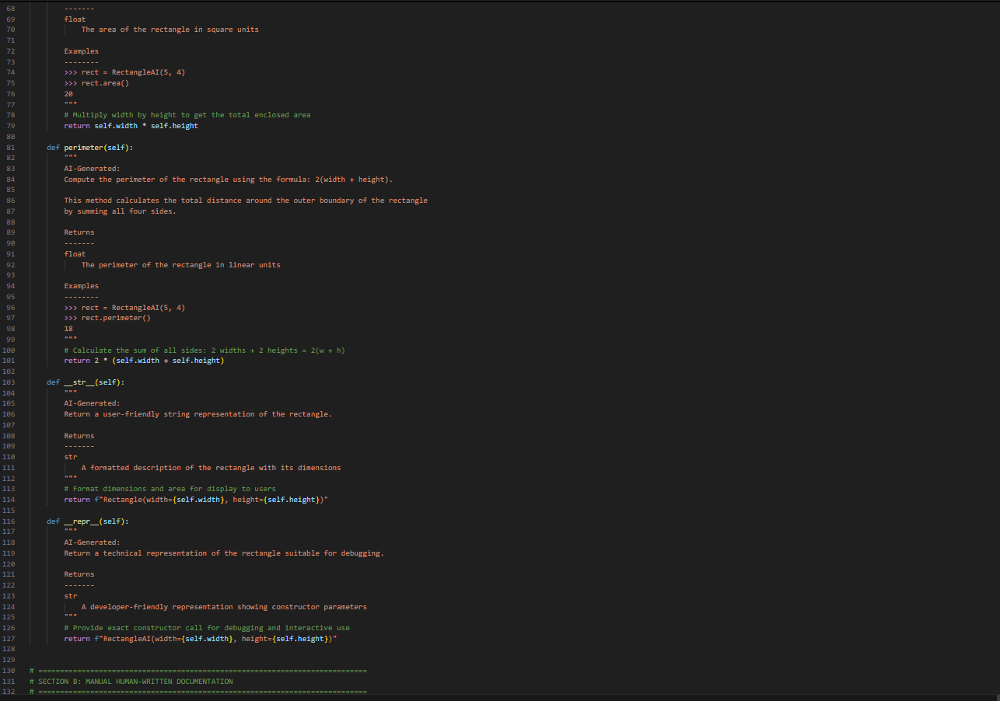 68 -------
69 float
70 The area of the rectangle in square units
71
72 Examples
73 --------
74 >>> rect = RectangleAI(5, 4)
75 >>> rect.area()
76 20
77 """
78 # Multiply width by height to get the total enclosed area
79 return self.width * self.height
80
81 def perimeter(self):
82 """
83 AI-Generated:
84 Compute the perimeter of the rectangle using the formula: 2(width + height).
85
86 This method calculates the total distance around the outer boundary of the rectangle
87 by summing all four sides.
88
89 Returns
90 -------
91 float
92 The perimeter of the rectangle in linear units
93
94 Examples
95 --------
96 >>> rect = RectangleAI(5, 4)
97 >>> rect.perimeter()
98 18
99 """
100 # Calculate the sum of all sides: 2 widths + 2 heights = 2(w + h)
101 return 2 * (self.width + self.height)
102
103 def __str__(self):
104 """
105 AI-Generated:
106 Return a user-friendly string representation of the rectangle.
107
108 Returns
109 -------
110 str
111 A formatted description of the rectangle with its dimensions
112 """
113 # Format dimensions and area for display to users
114 return f"Rectangle(width={self.width}, height={self.height})"
115
116 def __repr__(self):
117 """
118 AI-Generated:
119 Return a technical representation of the rectangle suitable for debugging.
120
121 Returns
122 -------
123 str
124 A developer-friendly representation showing constructor parameters
125 """
126 # Provide exact constructor call for debugging and interactive use
127 return f"RectangleAI(width={self.width}, height={self.height})"
128
129
130 # ============================================================================
131 # SECTION B: MANUAL HUMAN-WRITTEN DOCUMENTATION
132 # ============================================================================